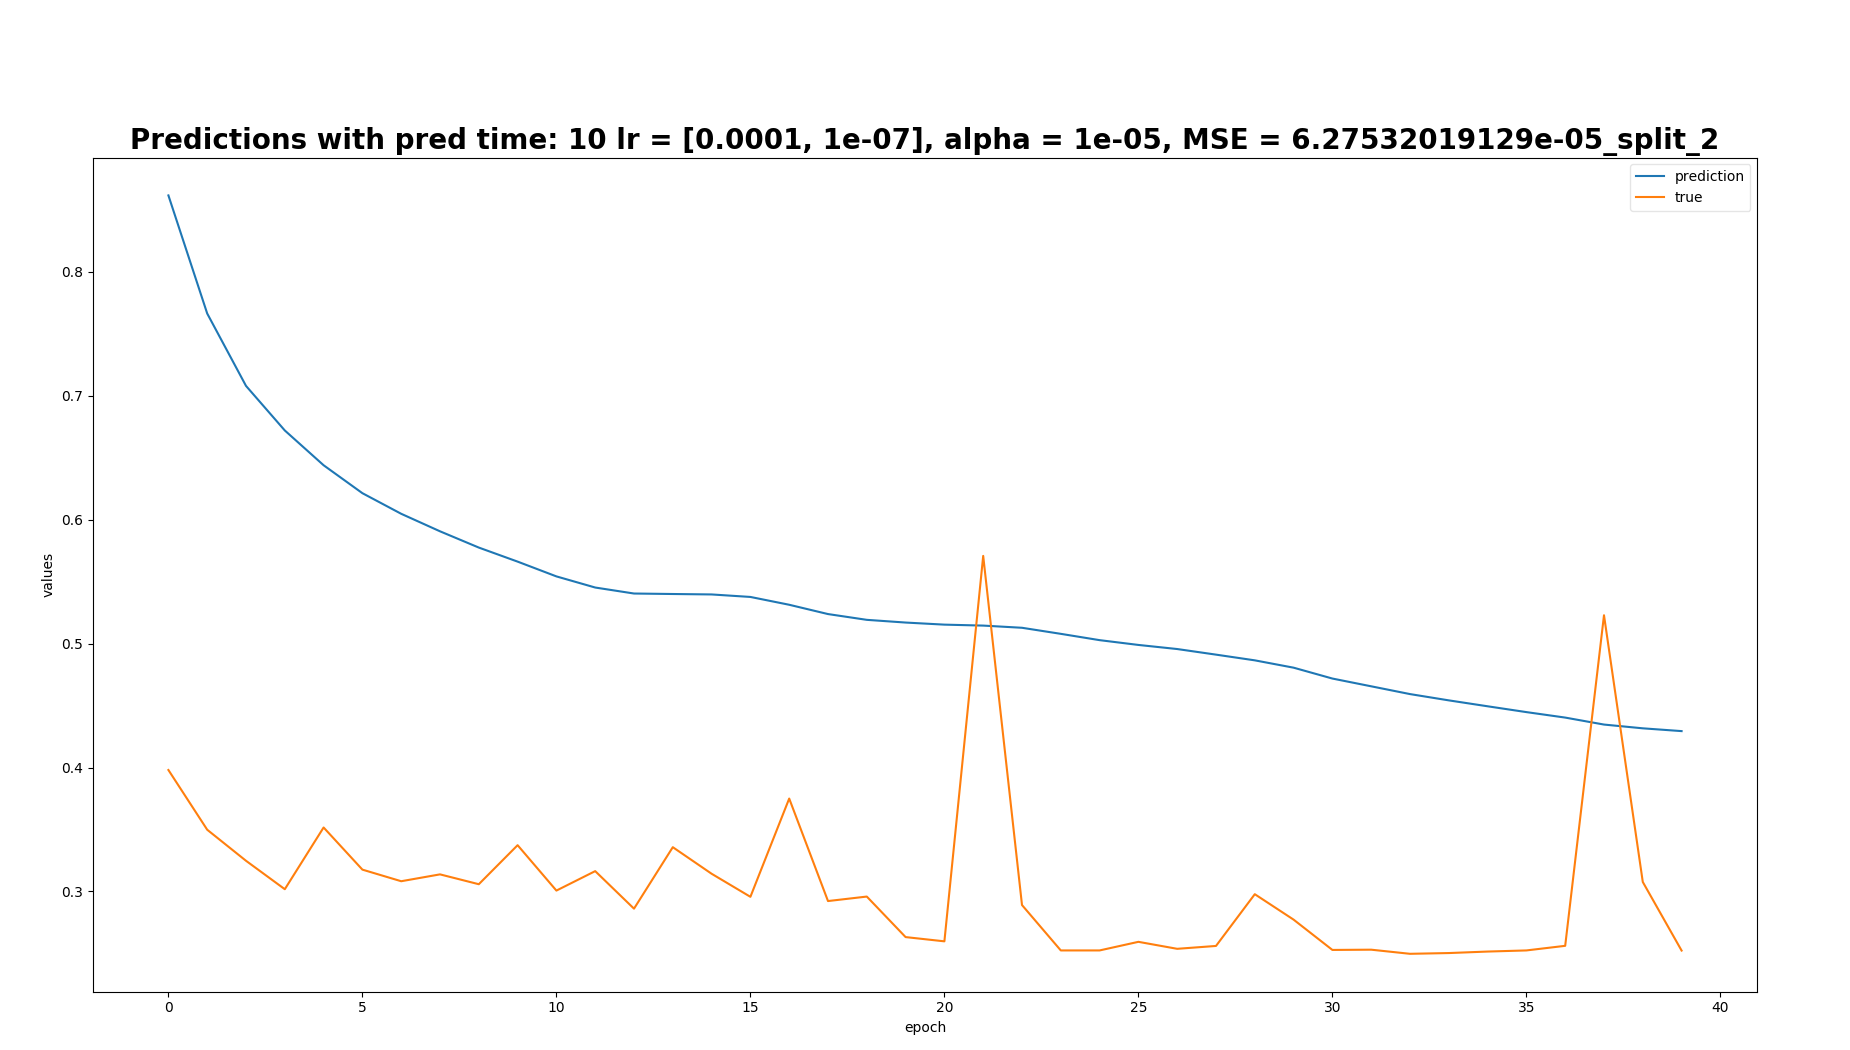 Predictions with pred time: 10 lr = [0.0001, 1e-07], alpha = 1e-05, MSE = 6.27532019129e-05_split_2
prediction
true
0.8
0.7
0.6
0.5
0.4
0.3
values
0 5 10 15 20 25 30 35 40
epoch